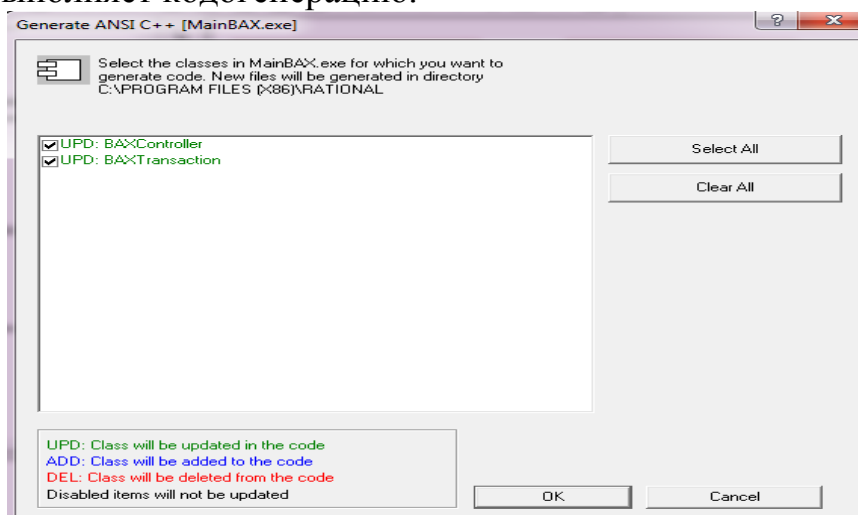 выполняет кодогенерацию.
Generate ANSI C++ [MainBAX.exe]
Select the classes in MainBAX.exe for which you want to
generate code. New files will be generated in directory
C:\PROGRAM FILES (X86)\RATIONAL
UPD: BAXController
UPD: BAXTransaction
Select All
Clear All
UPD: Class will be updated in the code
ADD: Class will be added to the code
DEL: Class will be deleted from the code
Disabled items will not be updated
OK
Cancel